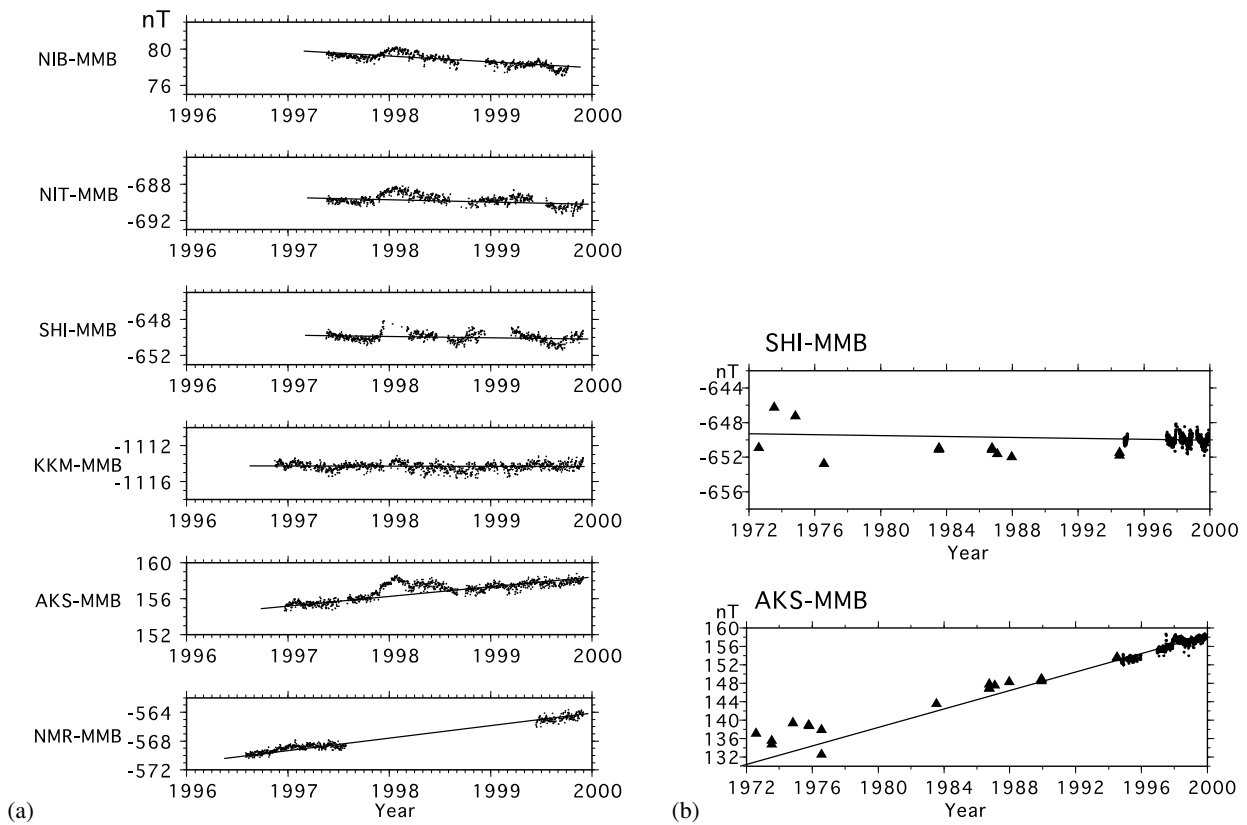 nT
NIB-MMB
80
76
1996 1997 1998 1999 2000
NIT-MMB
-688
-692
1996 1997 1998 1999 2000
SHI-MMB
-648
-652
1996 1997 1998 1999 2000
KKM-MMB
-1112
-1116
1996 1997 1998 1999 2000
AKS-MMB
160
156
152
1996 1997 1998 1999 2000
NMR-MMB
-564
-568
-572
1996 1997 1998 1999 2000
Year
(a)
SHI-MMB
nT
-644
-648
-652
-656
1972 1976 1980 1984 1988 1992 1996 2000
Year
AKS-MMB
nT
160
156
152
148
144
140
136
132
1972 1976 1980 1984 1988 1992 1996 2000
Year
(b)